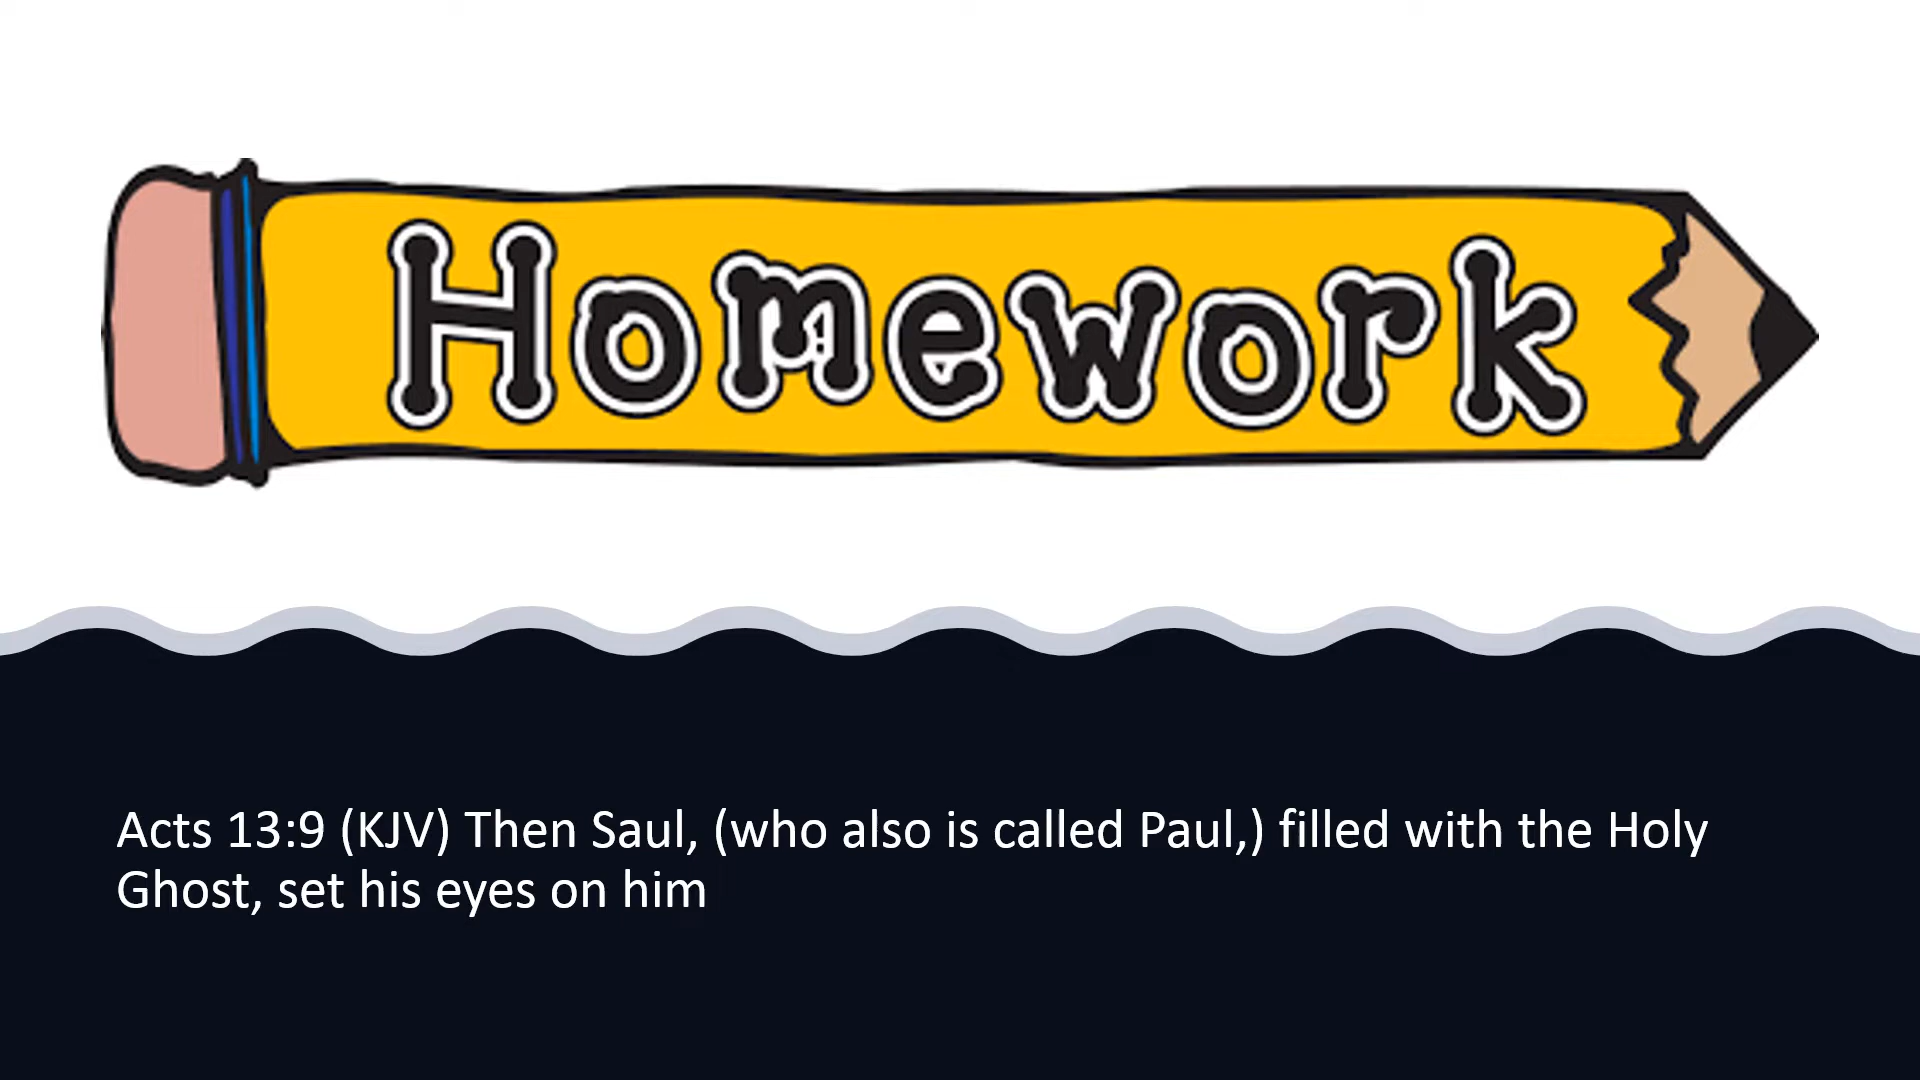 Homework
Acts 13:9 (KJV) Then Saul, (who also is called Paul,) filled with the Holy
Ghost, set his eyes on him